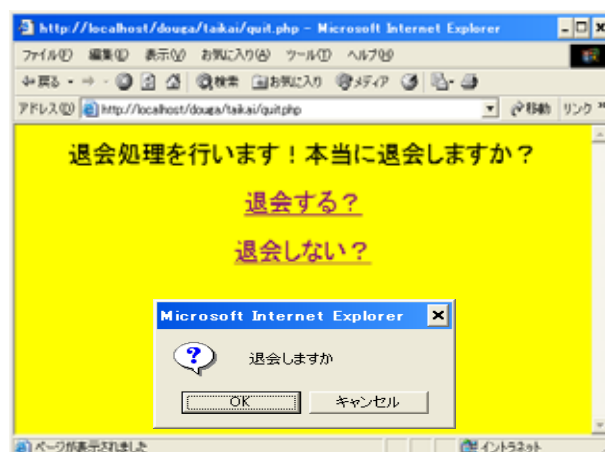 http://localhost/douga/taikai/quit.php - Microsoft Internet Explorer
ファイル(F) 編集(E) 表示(V) お気に入り(A) ツール(T) ヘルプ(H)
戻る 検索 お気に入り メディア
アドレス(D) http://localhost/douga/taikai/quit.php 移動 リンク »
退会処理を行います!本当に退会しますか?
退会する?
退会しない?
Microsoft Internet Explorer
退会しますか
OK キャンセル
ページが表示されました イントラネット